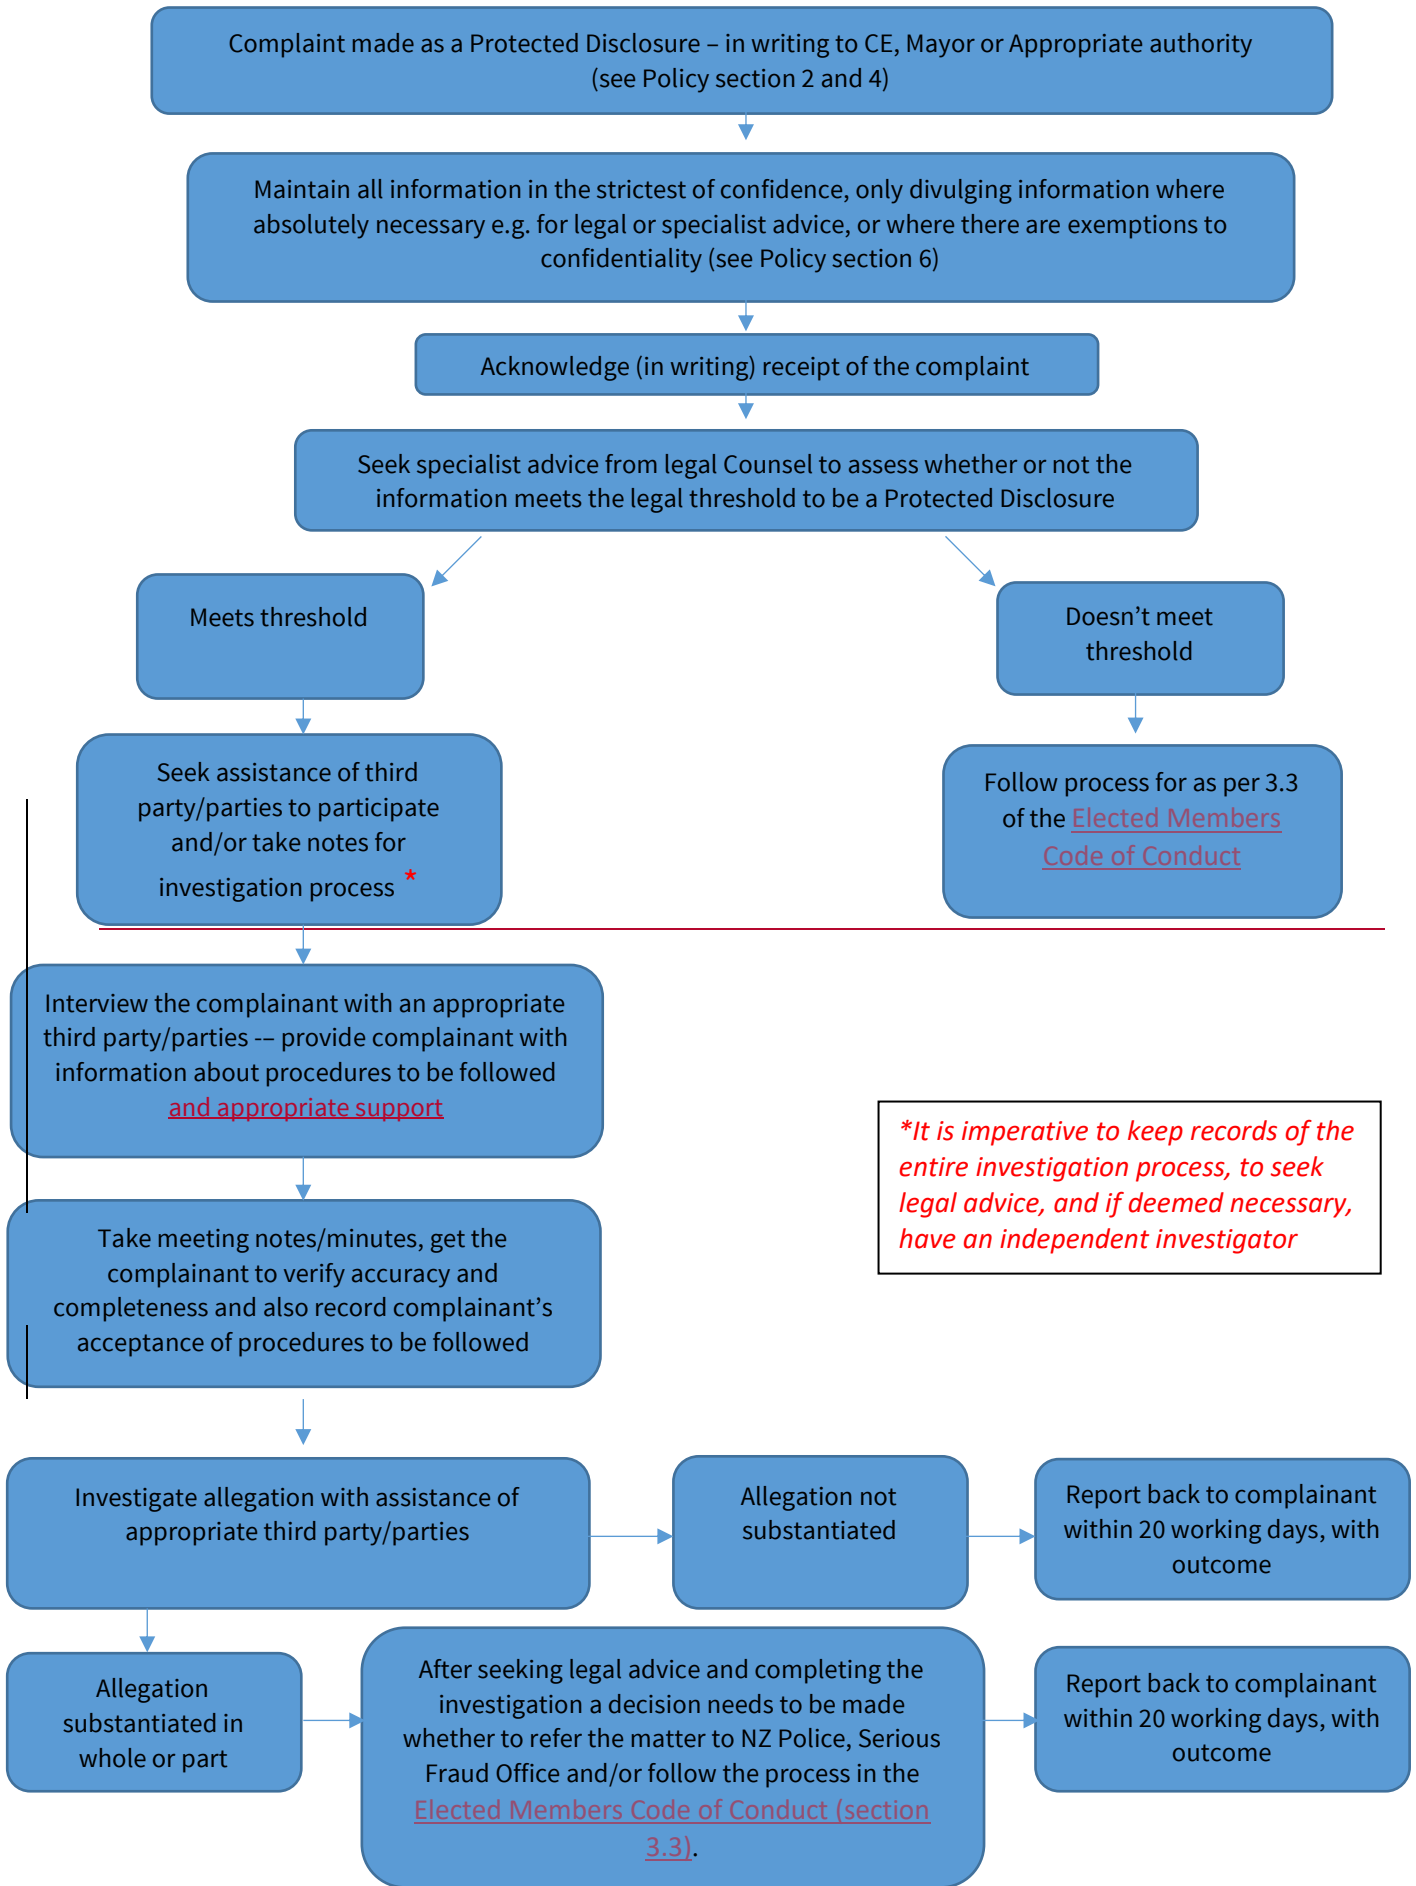 Complaint made as a Protected Disclosure – in writing to CE, Mayor or Appropriate authority
(see Policy section 2 and 4)
Maintain all information in the strictest of confidence, only divulging information where
absolutely necessary e.g. for legal or specialist advice, or where there are exemptions to
confidentiality (see Policy section 6)
Acknowledge (in writing) receipt of the complaint
Seek specialist advice from legal Counsel to assess whether or not the
information meets the legal threshold to be a Protected Disclosure
Meets threshold
Doesn't meet
threshold
Seek assistance of third
party/parties to participate
and/or take notes for
investigation process *
Follow process for as per 3.3
of the Elected Members
Code of Conduct
Interview the complainant with an appropriate
third party/parties -– provide complainant with
information about procedures to be followed
and appropriate support
*It is imperative to keep records of the
entire investigation process, to seek
legal advice, and if deemed necessary,
have an independent investigator
Take meeting notes/minutes, get the
complainant to verify accuracy and
completeness and also record complainant's
acceptance of procedures to be followed
Investigate allegation with assistance of
appropriate third party/parties
Allegation not
substantiated
Report back to complainant
within 20 working days, with
outcome
Allegation
substantiated in
whole or part
After seeking legal advice and completing the
investigation a decision needs to be made
whether to refer the matter to NZ Police, Serious
Fraud Office and/or follow the process in the
Elected Members Code of Conduct (section
3.3).
Report back to complainant
within 20 working days, with
outcome